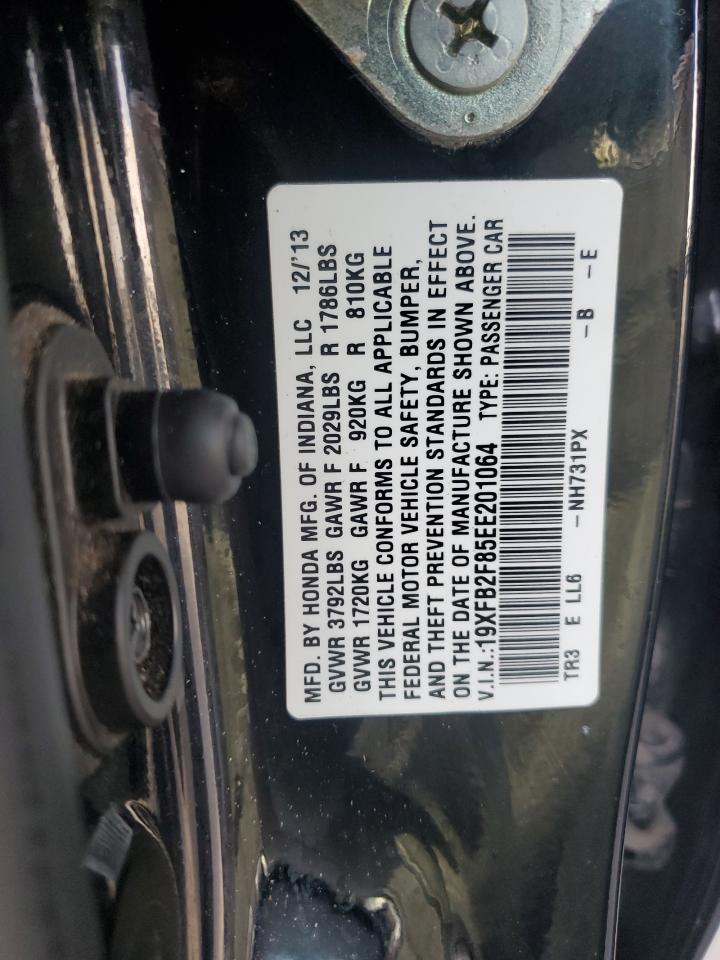 MFD. BY HONDA MFG. OF INDIANA, LLC 12/'13
GVWR 3792LBS GAWR F 2029LBS R 1786LBS
GVWR 1720KG GAWR F 920KG R 810KG
THIS VEHICLE CONFORMS TO ALL APPLICABLE
FEDERAL MOTOR VEHICLE SAFETY, BUMPER,
AND THEFT PREVENTION STANDARDS IN EFFECT
ON THE DATE OF MANUFACTURE SHOWN ABOVE.
V.I.N.:19XFB2F85EE201064 TYPE: PASSENGER CAR
TR3 E LL6 -NH731PX -B -E